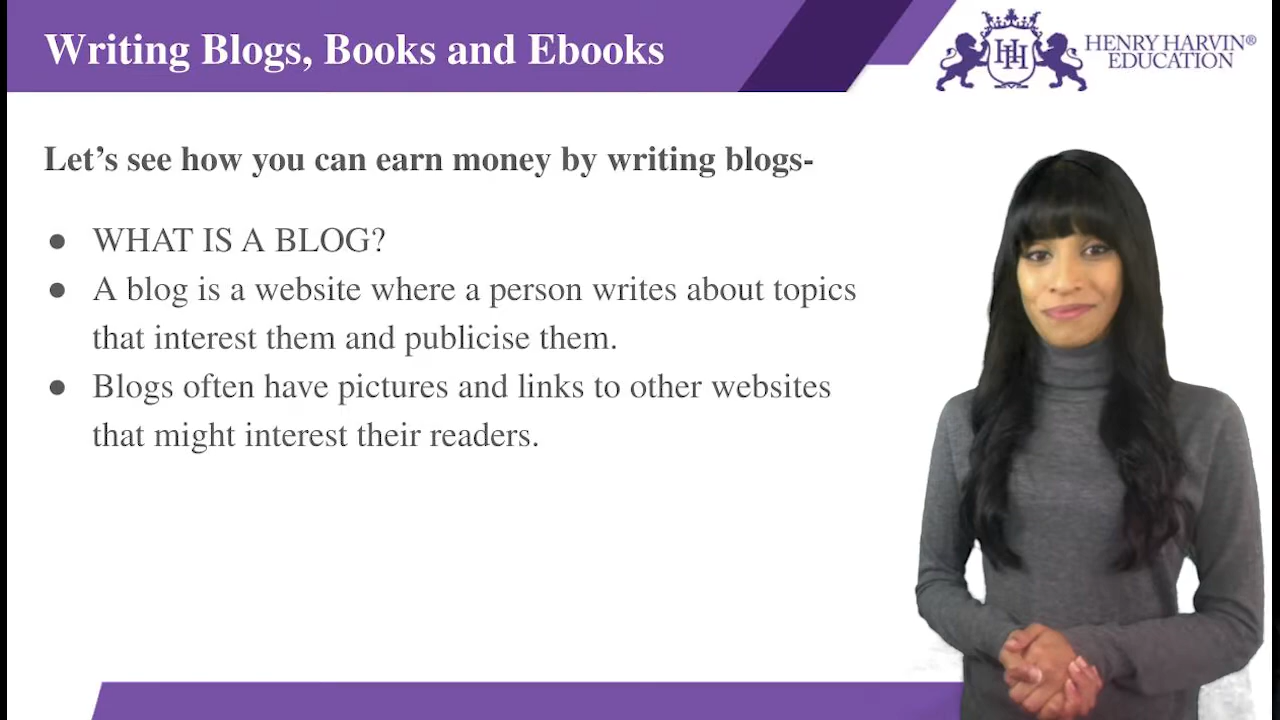 Writing Blogs, Books and Ebooks
HENRY HARVIN®
EDUCATION
Let's see how you can earn money by writing blogs-
● WHAT IS A BLOG?
● A blog is a website where a person writes about topics
that interest them and publicise them.
● Blogs often have pictures and links to other websites
that might interest their readers.